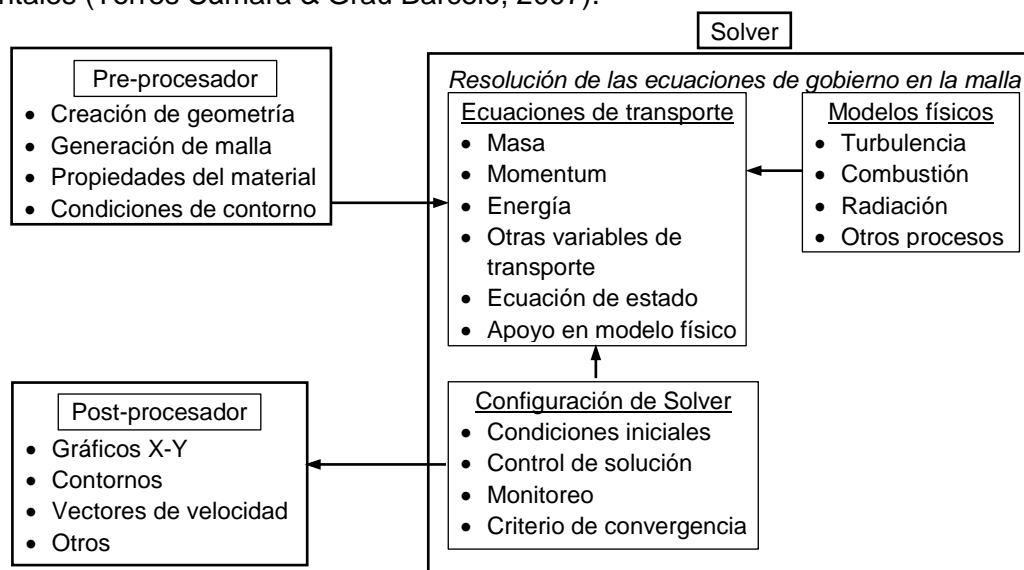 (Torres Cámara & Grau Barceló, 2007).
Solver
Pre-procesador
• Creación de geometría
• Generación de malla
• Propiedades del material
• Condiciones de contorno
Resolución de las ecuaciones de gobierno en la malla
Ecuaciones de transporte
• Masa
• Momentum
• Energía
• Otras variables de
transporte
• Ecuación de estado
• Apoyo en modelo físico
Modelos físicos
• Turbulencia
• Combustión
• Radiación
• Otros procesos
Configuración de Solver
• Condiciones iniciales
• Control de solución
• Monitoreo
• Criterio de convergencia
Post-procesador
• Gráficos X-Y
• Contornos
• Vectores de velocidad
• Otros